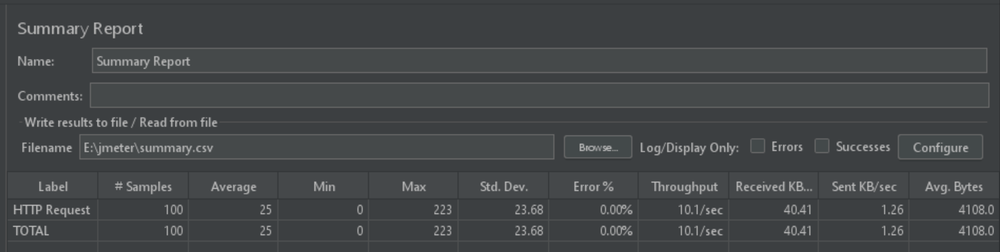 Summary Report
Name: Summary Report
Comments:
Write results to file / Read from file
Filename E:\jmeter\summary.csv Browse... Log/Display Only: Errors Successes Configure
Label # Samples Average Min Max Std. Dev. Error % Throughput Received KB... Sent KB/sec Avg. Bytes
HTTP Request 100 25 0 223 23.68 0.00% 10.1/sec 40.41 1.26 4108.0
TOTAL 100 25 0 223 23.68 0.00% 10.1/sec 40.41 1.26 4108.0